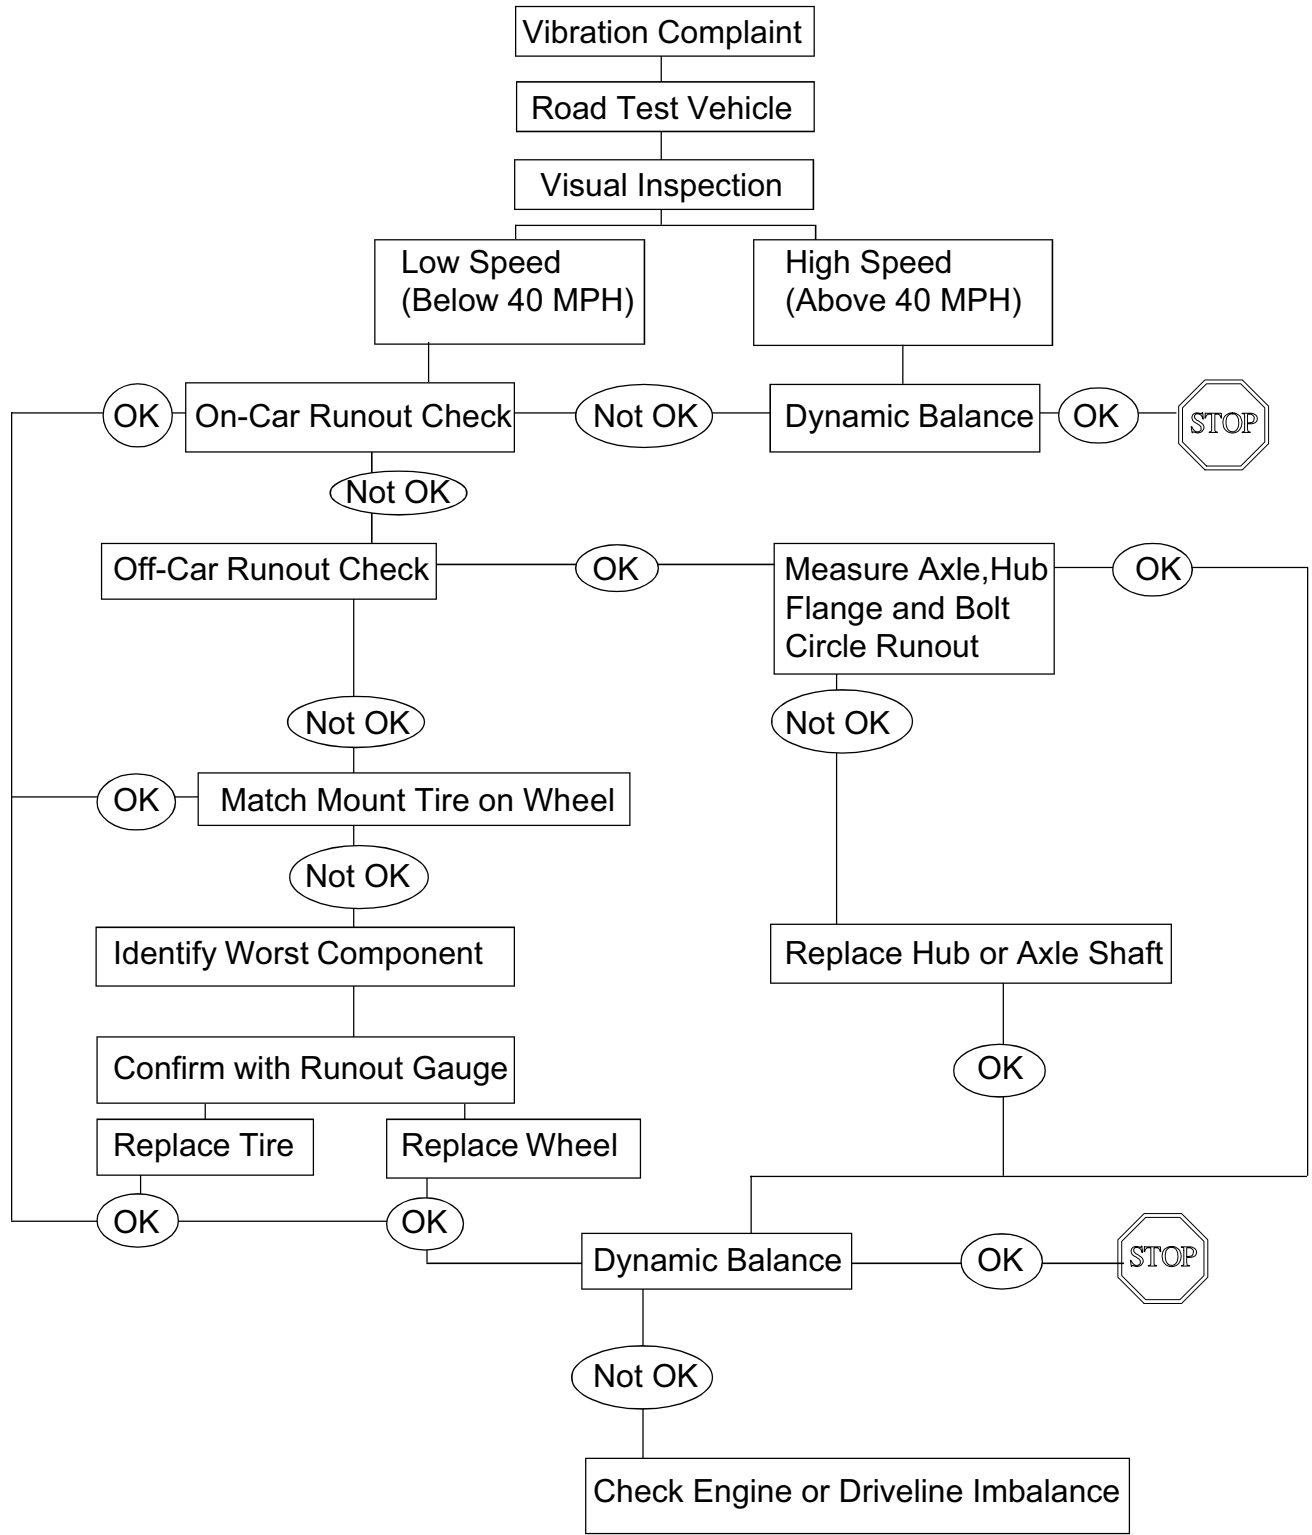 Vibration Complaint
Road Test Vehicle
Visual Inspection
Low Speed
(Below 40 MPH)
High Speed
(Above 40 MPH)
OK
On-Car Runout Check
Not OK
Dynamic Balance
OK
STOP
Not OK
Off-Car Runout Check
OK
Measure Axle,Hub
Flange and Bolt
Circle Runout
OK
Not OK
Not OK
OK
Match Mount Tire on Wheel
Not OK
Identify Worst Component
Replace Hub or Axle Shaft
Confirm with Runout Gauge
OK
Replace Tire
Replace Wheel
OK
OK
Dynamic Balance
OK
STOP
Not OK
Check Engine or Driveline Imbalance